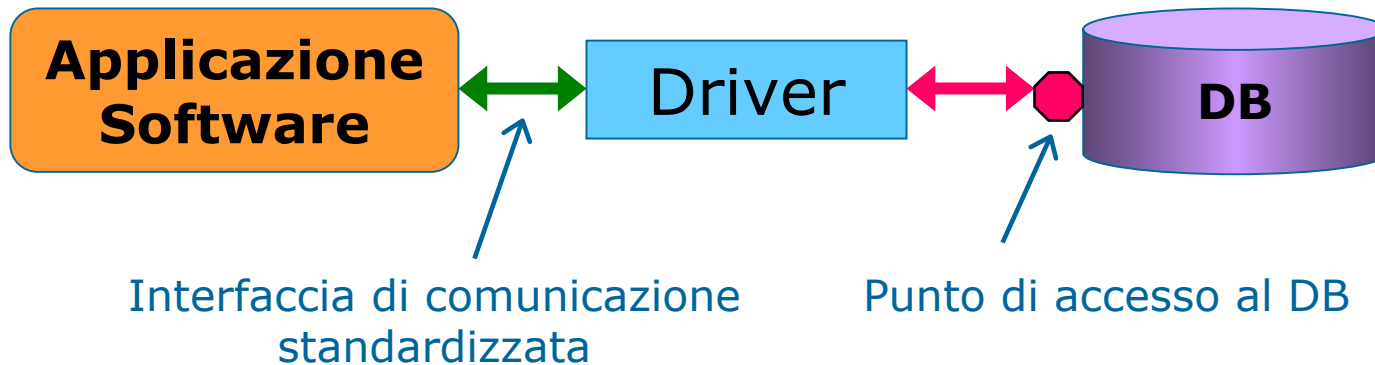 Applicazione
Software
Driver
DB
Interfaccia di comunicazione
standardizzata
Punto di accesso al DB